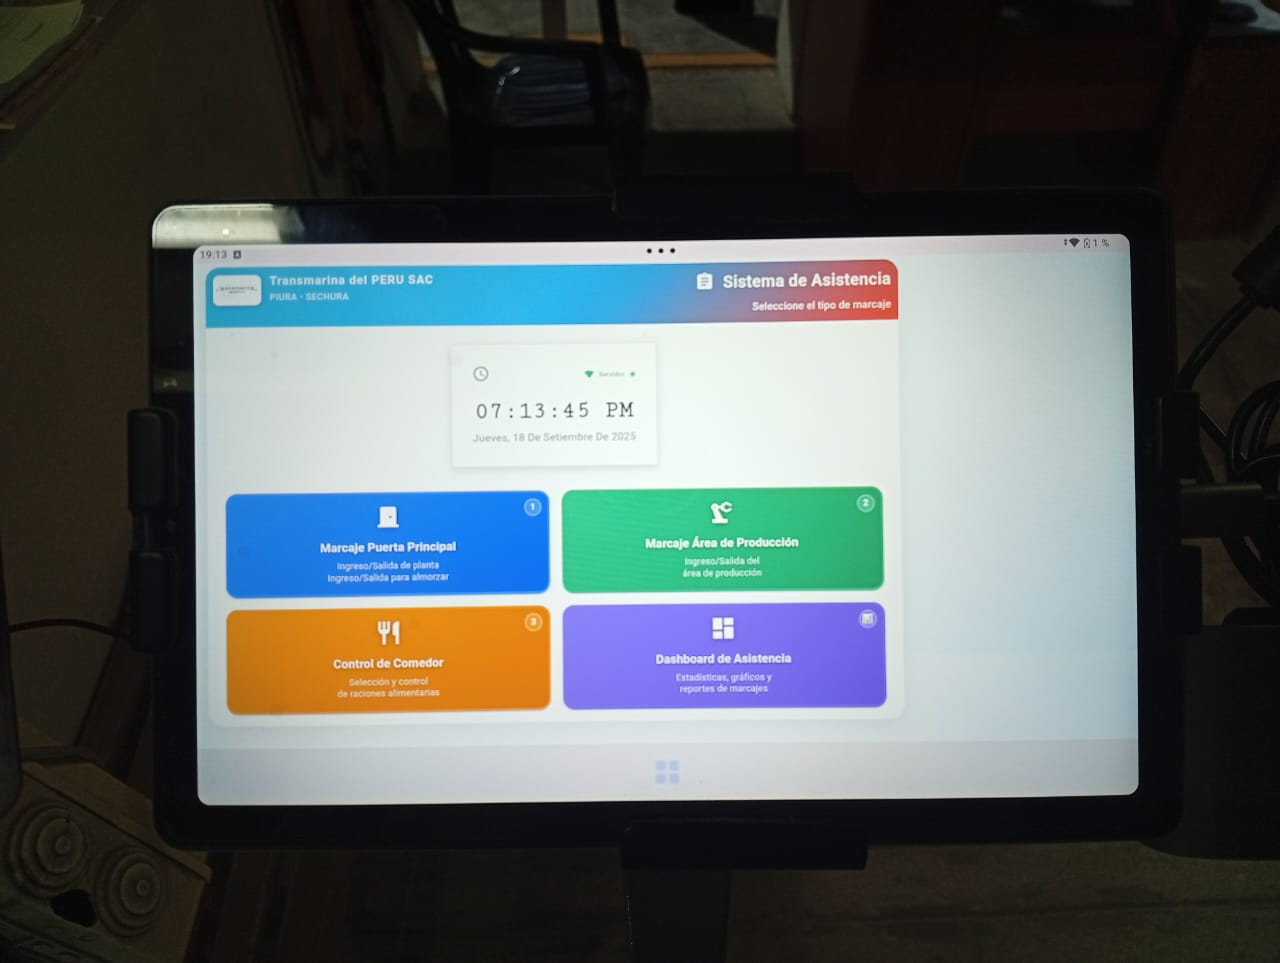 19:13
1 %
Transmarina del PERU SAC
PIURA - SECHURA
Sistema de Asistencia
Seleccione el tipo de marcaje
Servidor
07:13:45 PM
Jueves, 18 De Setiembre De 2025
1
Marcaje Puerta Principal
Ingreso/Salida de planta
Ingreso/Salida para almorzar
2
Marcaje Área de Producción
Ingreso/Salida del
área de producción
3
Control de Comedor
Selección y control
de raciones alimentarias
Dashboard de Asistencia
Estadísticas, gráficos y
reportes de marcajes